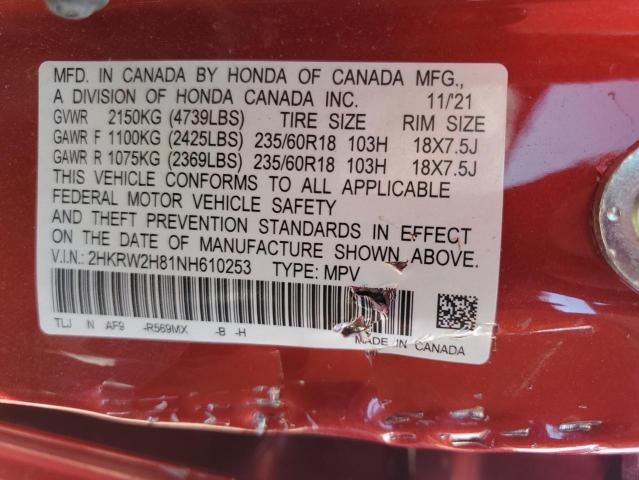 MFD. IN CANADA BY HONDA OF CANADA MFG.,
A DIVISION OF HONDA CANADA INC. 11/'21
GVWR 2150KG (4739LBS) TIRE SIZE RIM SIZE
GAWR F 1100KG (2425LBS) 235/60R18 103H 18X7.5J
GAWR R 1075KG (2369LBS) 235/60R18 103H 18X7.5J
THIS VEHICLE CONFORMS TO ALL APPLICABLE
FEDERAL MOTOR VEHICLE SAFETY
AND THEFT PREVENTION STANDARDS IN EFFECT
ON THE DATE OF MANUFACTURE SHOWN ABOVE.
V.I.N.: 2HKRW2H81NH610253 TYPE: MPV
TLJ IN AF9 -R569MX -B -H
MADE IN CANADA